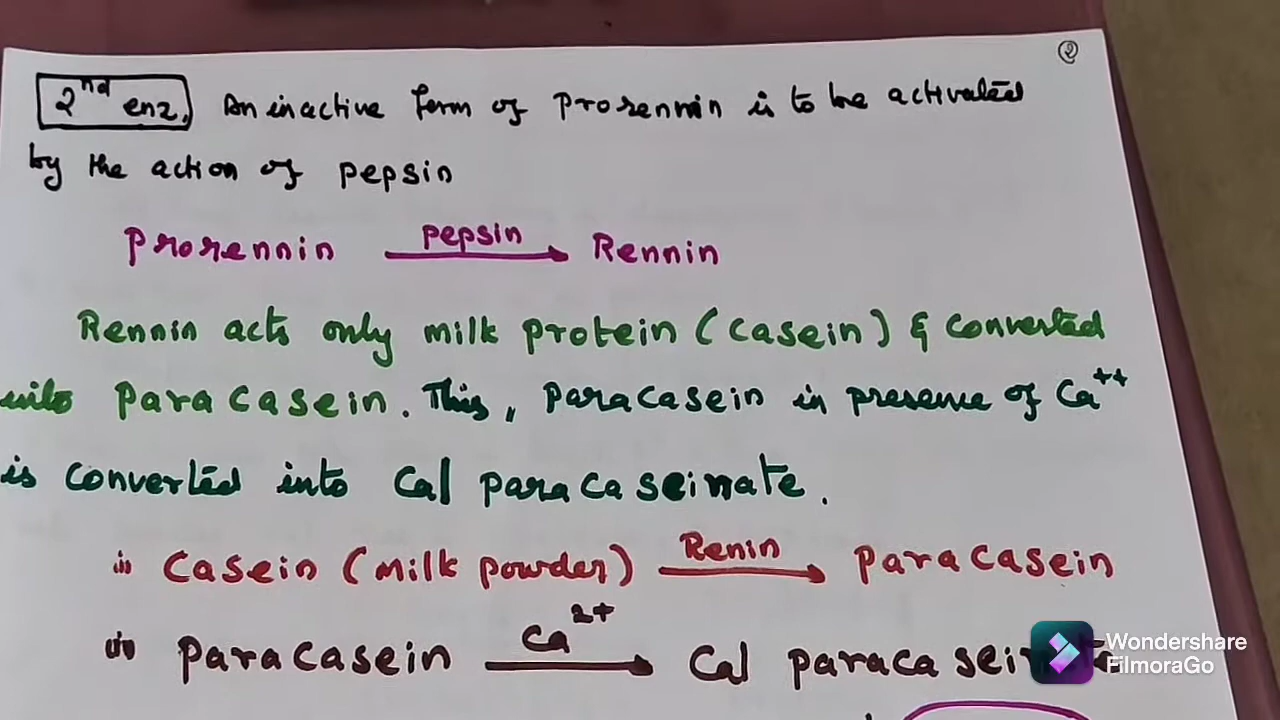 ②
2nd enz. An inactive form of Prorennin is to be activated
by the action of pepsin
Prorennin pepsin Rennin
Rennin acts only milk protein (casein) & converted
into Paracasein. This, paracasein in presence of Ca++
is converted into Cal paracaseinate.
i) Casein (Milk powder) Renin Paracasein
ii) Paracasein Ca2+ Cal
Wondershare
FilmoraGo